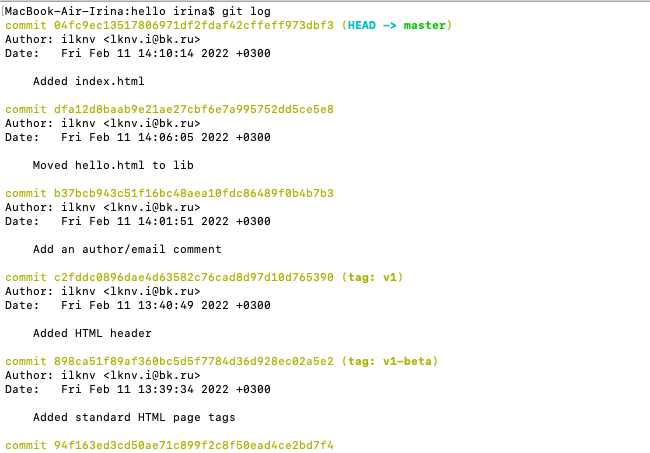 MacBook-Air-Irina:hello irina$ git log
commit 04fc9ec13517806971df2fdaf42cffeff973dbf3 (HEAD -> master)
Author: ilknv <lknv.i@bk.ru>
Date:   Fri Feb 11 14:10:14 2022 +0300
Added index.html
commit dfa12d8baab9e21ae27cbf6e7a995752dd5ce5e8
Author: ilknv <lknv.i@bk.ru>
Date:   Fri Feb 11 14:06:05 2022 +0300
Moved hello.html to lib
commit b37bcb943c51f16bc48aea10fdc86489f0b4b7b3
Author: ilknv <lknv.i@bk.ru>
Date:   Fri Feb 11 14:01:51 2022 +0300
Add an author/email comment
commit c2fddc0896dae4d63582c76cad8d97d10d765390 (tag: v1)
Author: ilknv <lknv.i@bk.ru>
Date:   Fri Feb 11 13:40:49 2022 +0300
Added HTML header
commit 898ca51f89af360bc5d5f7784d36d928ec02a5e2 (tag: v1-beta)
Author: ilknv <lknv.i@bk.ru>
Date:   Fri Feb 11 13:39:34 2022 +0300
Added standard HTML page tags
commit 94f163ed3cd50ae71c899f2c8f50ead4ce2bd7f4